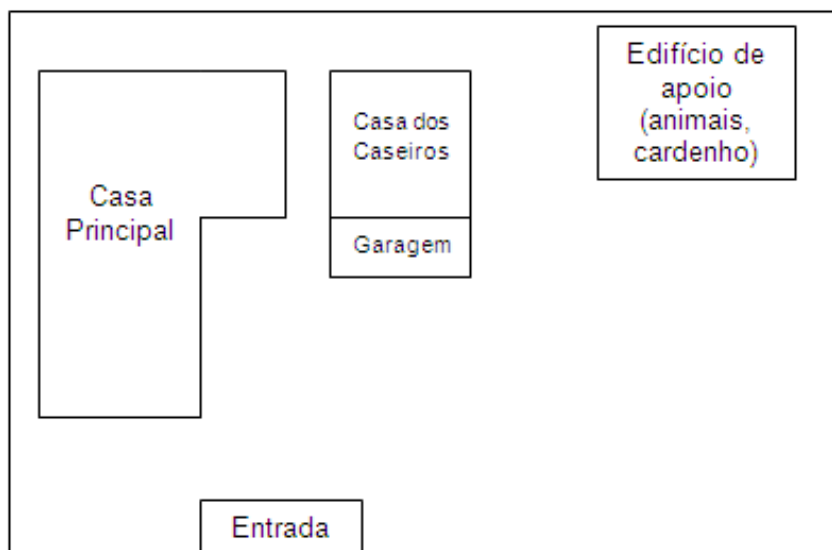 Casa
Principal
Casa dos
Caseiros
Garagem
Edifício de
apoio
(animais,
cardenho)
Entrada